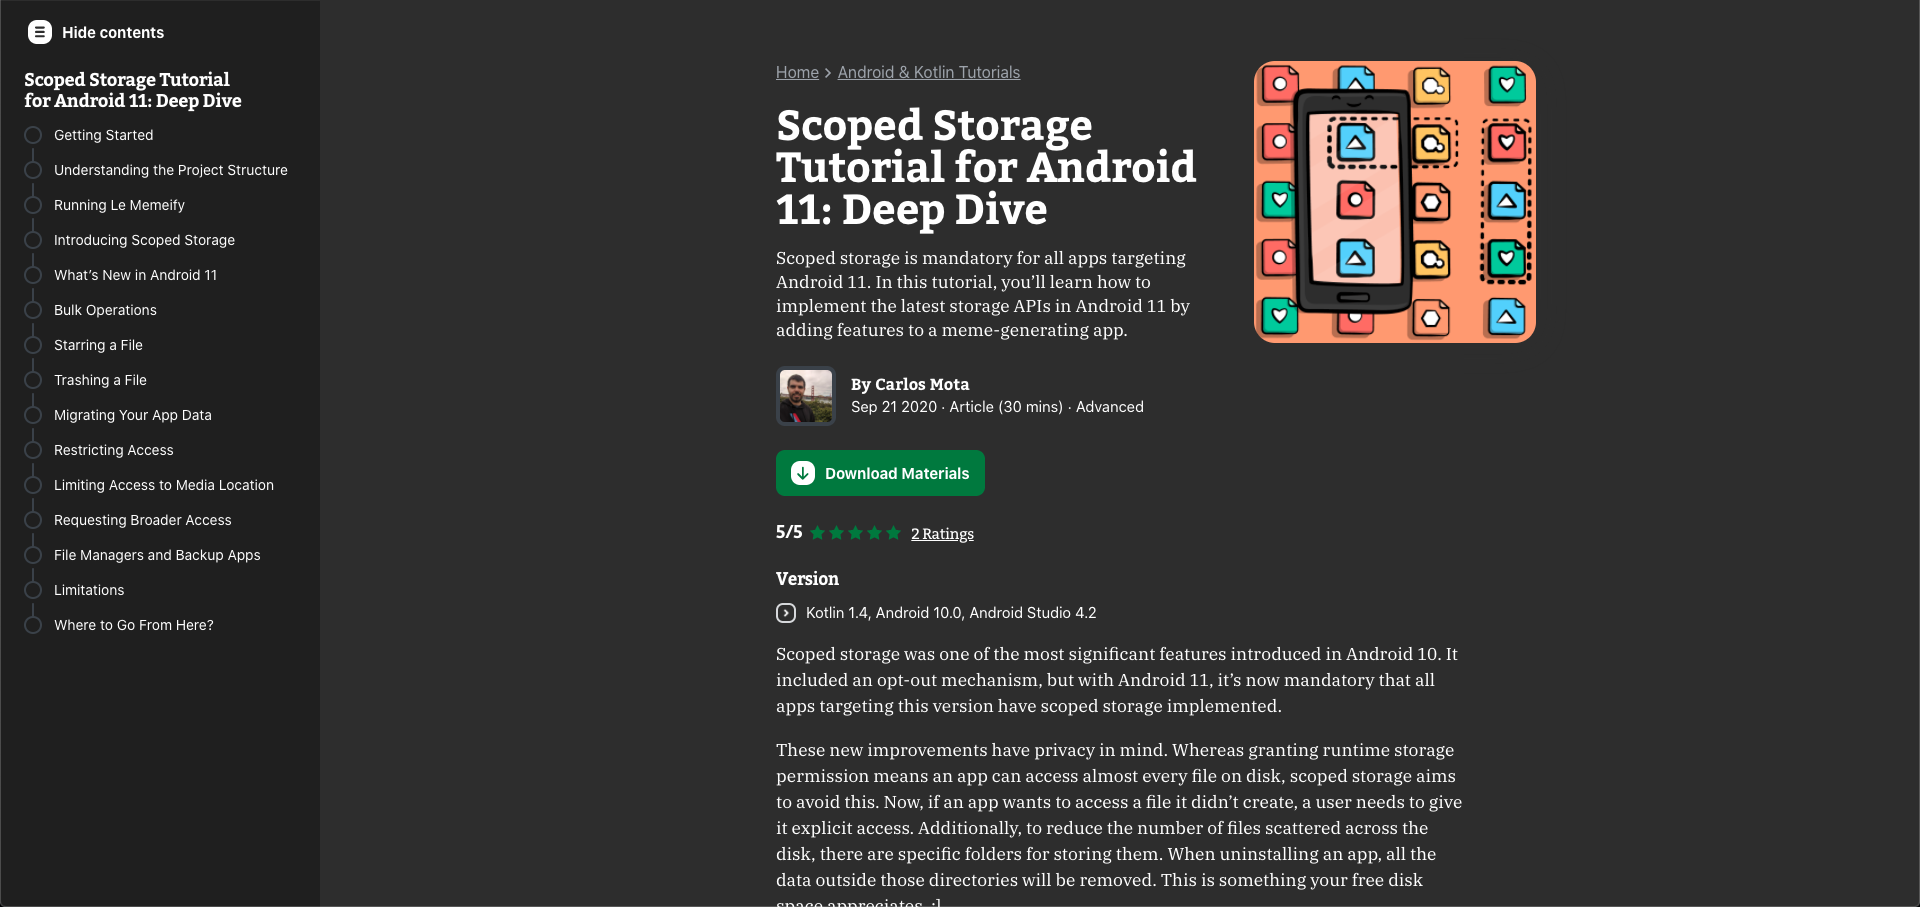 Hide contents
Scoped Storage Tutorial
for Android 11: Deep Dive
Getting Started
Understanding the Project Structure
Running Le Memeify
Introducing Scoped Storage
What’s New in Android 11
Bulk Operations
Starring a File
Trashing a File
Migrating Your App Data
Restricting Access
Limiting Access to Media Location
Requesting Broader Access
File Managers and Backup Apps
Limitations
Where to Go From Here?
Home › Android & Kotlin Tutorials
Scoped Storage
Tutorial for Android
11: Deep Dive
Scoped storage is mandatory for all apps targeting
Android 11. In this tutorial, you’ll learn how to
implement the latest storage APIs in Android 11 by
adding features to a meme-generating app.
By Carlos Mota
Sep 21 2020 · Article (30 mins) · Advanced
Download Materials
5/5 ★★★★★ 2 Ratings
Version
Kotlin 1.4, Android 10.0, Android Studio 4.2
Scoped storage was one of the most significant features introduced in Android 10. It
included an opt-out mechanism, but with Android 11, it’s now mandatory that all
apps targeting this version have scoped storage implemented.
These new improvements have privacy in mind. Whereas granting runtime storage
permission means an app can access almost every file on disk, scoped storage aims
to avoid this. Now, if an app wants to access a file it didn’t create, a user needs to give
it explicit access. Additionally, to reduce the number of files scattered across the
disk, there are specific folders for storing them. When uninstalling an app, all the
data outside those directories will be removed. This is something your free disk
space appreciates. :]